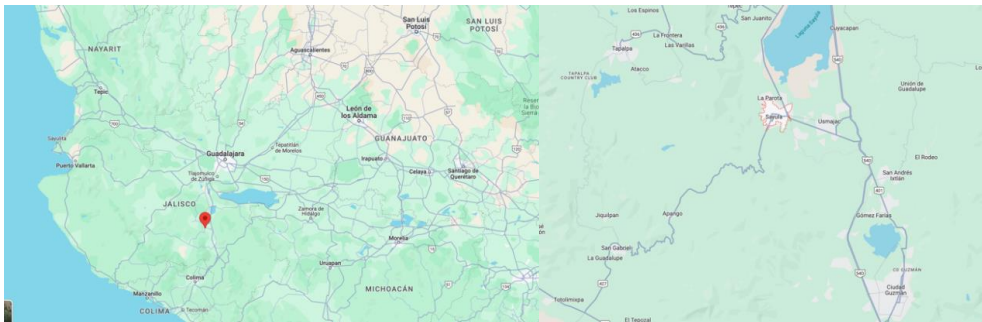 San Luis
Potosí
SAN LUIS
POTOSÍ
NAYARIT
Aguascalientes
Tepic
León de
los Aldama
GUANAJUATO
Sayulita
Puerto Vallarta
Guadalajara
Tepatitlán
de Morelos
Irapuato
Celaya
Santiago de
Querétaro
Tlajomulco
de Zúñiga
JALISCO
Zamora de
Hidalgo
Morelia
Uruapan
Colima
Manzanillo
MICHOACÁN
COLIMA
Tecomán
Los Espinos
San Juanito
Cuyacapan
La Frontera
Las Varillas
Tapalpa
Atacco
TAPALPA
COUNTRY CLUB
Unión de
Guadalupe
La Parota
Sayula
Usmajac
El Rodeo
San Andrés
Ixtlán
Jiquilpan
Apango
Gómez Farías
San Gabriel
La Guadalupe
CD GUZMÁN
Ciudad
Guzmán
401
Totolimispa
El Tepozal